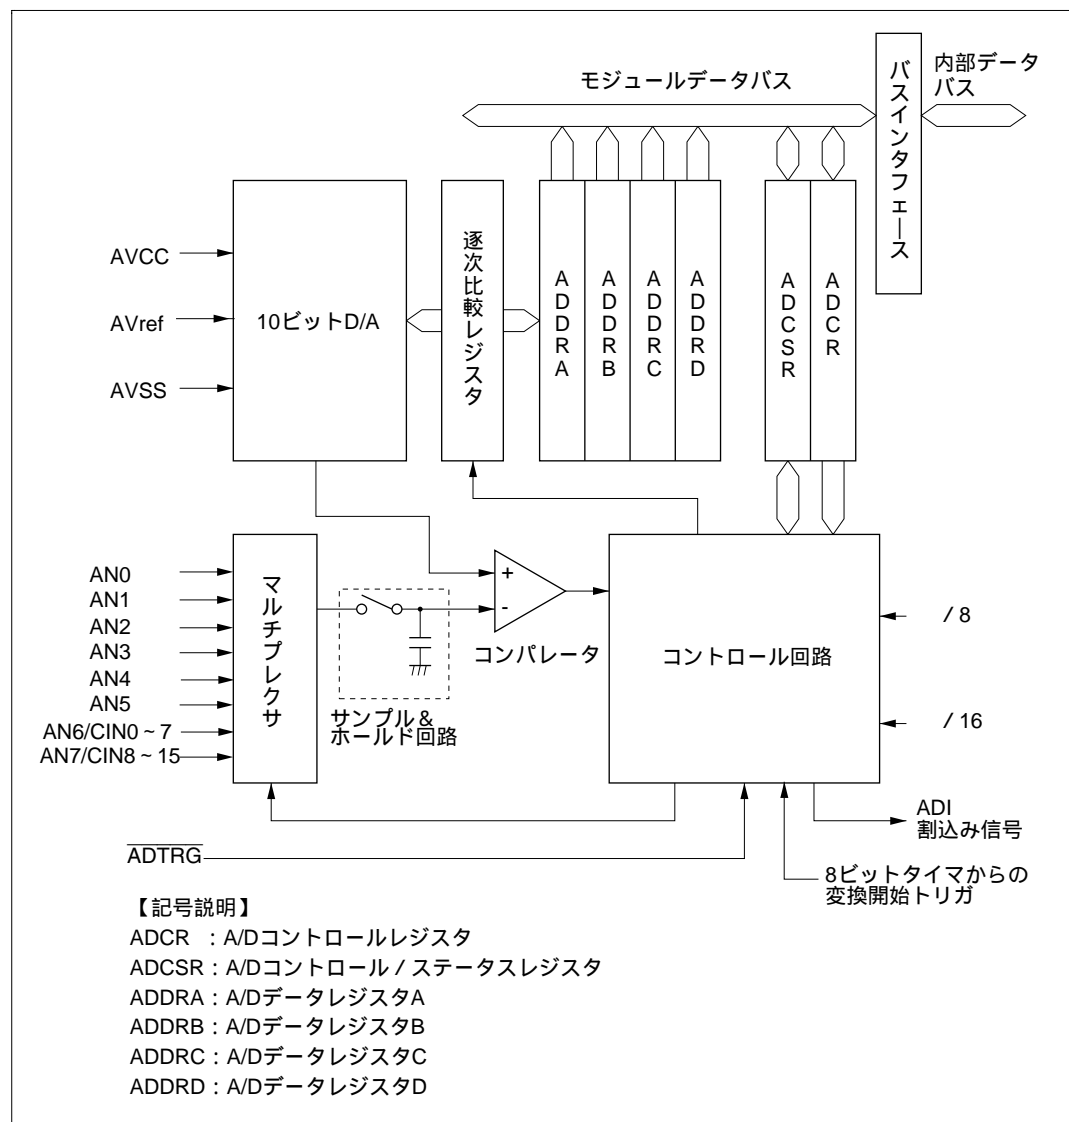 モジュールデータバス
バスインタフェース
内部データ
バス
AVCC
AVref
AVSS
10ビットD/A
逐次比較レジスタ
ADDRA
ADDRB
ADDRC
ADDRD
ADCSR
ADCR
AN0
AN1
AN2
AN3
AN4
AN5
AN6/CIN0~7
AN7/CIN8~15
マルチプレクサ
+
-
コンパレータ
サンプル&
ホールド回路
コントロール回路
/8
/16
ADI
割込み信号
ADTRG
8ビットタイマからの
変換開始トリガ
【記号説明】
ADCR :A/Dコントロールレジスタ
ADCSR:A/Dコントロール/ステータスレジスタ
ADDRA:A/DデータレジスタA
ADDRB:A/DデータレジスタB
ADDRC:A/DデータレジスタC
ADDRD:A/DデータレジスタD